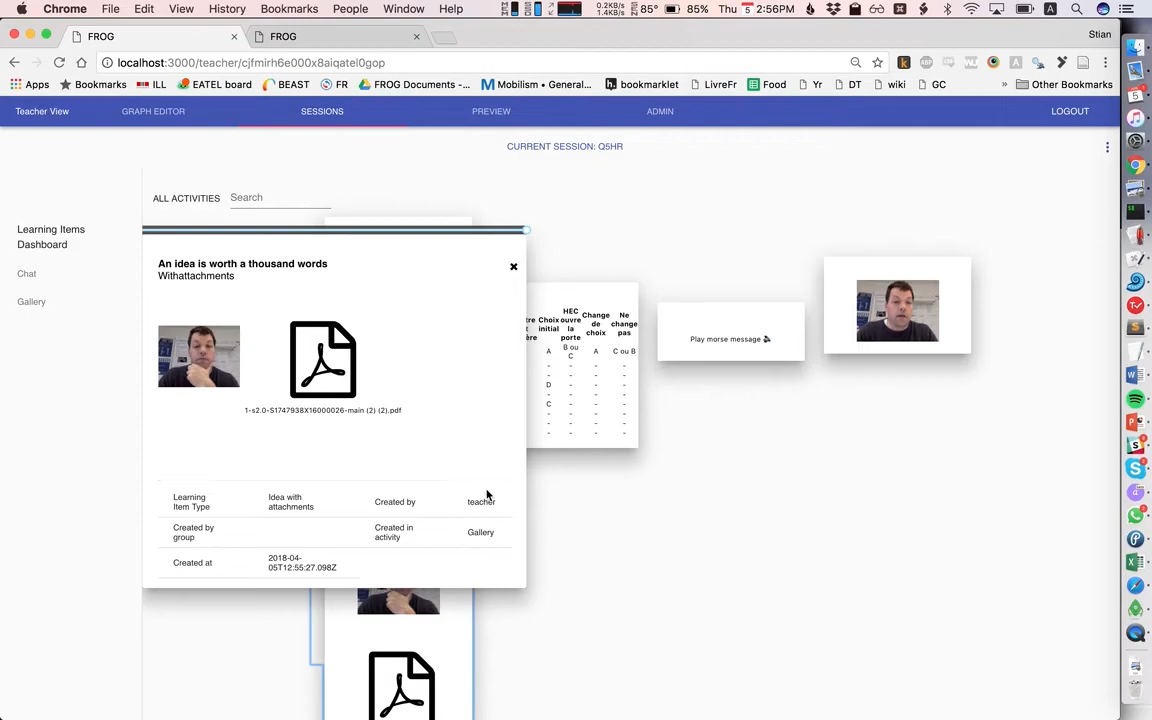 Chrome File Edit View History Bookmarks People Window Help 0.2KB/s 1.4KB/s 85° 85% Thu 5 2:56PM
FROG FROG Stian
localhost:3000/teacher/cjfmirh6e000x8aiqatel0gop
Apps Bookmarks ILL EATEL board BEAST FR FROG Documents -... Mobilism • General... bookmarklet LivreFr Food Yr DT wiki GC » Other Bookmarks
Teacher View GRAPH EDITOR SESSIONS PREVIEW ADMIN LOGOUT
CURRENT SESSION: Q5HR
ALL ACTIVITIES Search
Learning Items
Dashboard
Chat
Gallery
An idea is worth a thousand words
Withattachments
1-s2.0-S1747938X16000026-main (2) (2).pdf
Learning Item Type Idea with attachments Created by teacher
Created by group Created in activity Gallery
Created at 2018-04-05T12:55:27.098Z
Choix initial HEC ouvre la porte Change de choix Ne change pas
A B ou C A C ou B
- - - -
- - - -
D - - -
- - - -
C - - -
- - - -
- - - -
- - - -
Play morse message